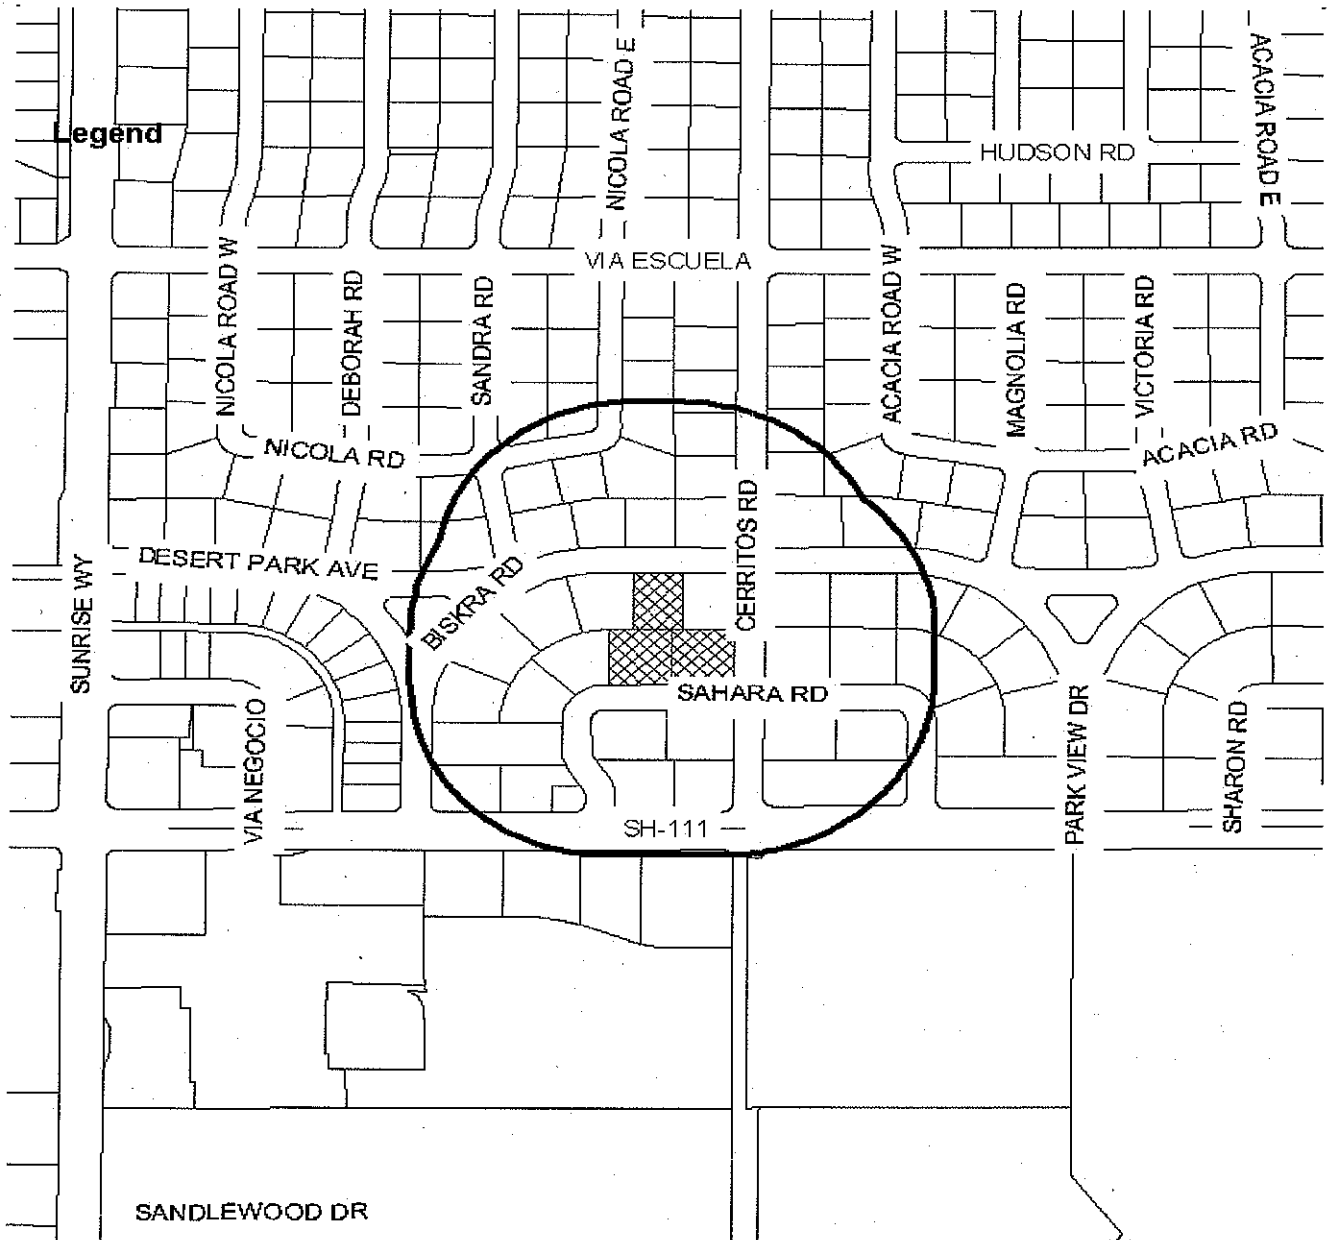 NICOLA ROAD E
ACACIA ROAD E
Legend
HUDSON RD
VIA ESCUELA
NICOLA ROAD W
DEBORAH RD
SANDRA RD
ACACIA ROAD W
MAGNOLIA RD
VICTORIA RD
NICOLA RD
ACACIA RD
CERRITOS RD
DESERT PARK AVE
SUNRISE WY
BISKRA RD
SAHARA RD
VIA NEGOCIO
PARK VIEW DR
SHARON RD
SH-111
SANDLEWOOD DR